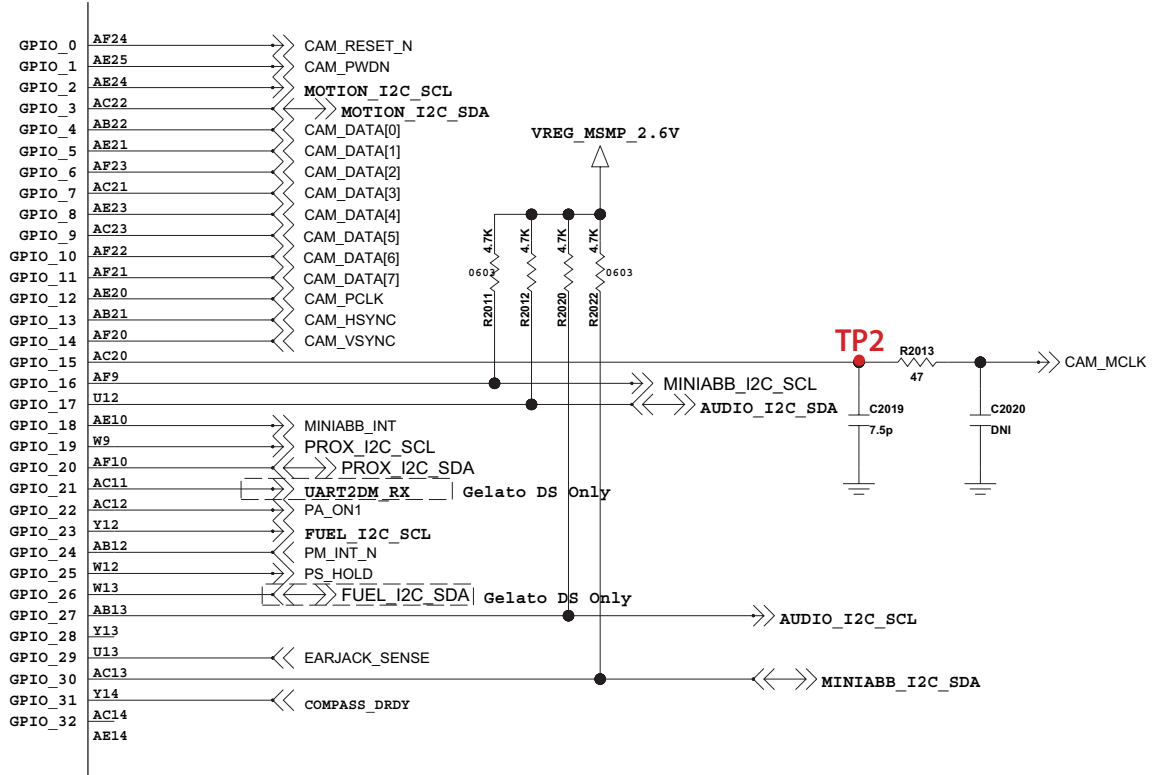 GPIO_0 AF24 CAM_RESET_N
GPIO_1 AE25 CAM_PWDN
GPIO_2 AE24 MOTION_I2C_SCL
GPIO_3 AC22 MOTION_I2C_SDA
GPIO_4 AB22 CAM_DATA[0]
VREG_MSMP_2.6V
GPIO_5 AE21 CAM_DATA[1]
GPIO_6 AF23 CAM_DATA[2]
GPIO_7 AC21 CAM_DATA[3]
GPIO_8 AE23 CAM_DATA[4]
GPIO_9 AC23 CAM_DATA[5]
4.7K 4.7K 4.7K 4.7K
GPIO_10 AF22 CAM_DATA[6]
0603 0603
GPIO_11 AF21 CAM_DATA[7]
GPIO_12 AE20 CAM_PCLK
R2011 R2012 R2020 R2022
GPIO_13 AB21 CAM_HSYNC
GPIO_14 AF20 CAM_VSYNC
TP2
R2013
47
GPIO_15 AC20 CAM_MCLK
GPIO_16 AF9 MINIABB_I2C_SCL
GPIO_17 U12 AUDIO_I2C_SDA
C2019
7.5p
C2020
DNI
GPIO_18 AE10 MINIABB_INT
GPIO_19 W9 PROX_I2C_SCL
GPIO_20 AF10 PROX_I2C_SDA
GPIO_21 AC11 UART2DM_RX Gelato DS Only
GPIO_22 AC12 PA_ON1
GPIO_23 Y12 FUEL_I2C_SCL
GPIO_24 AB12 PM_INT_N
GPIO_25 W12 PS_HOLD
GPIO_26 W13 FUEL_I2C_SDA Gelato DS Only
GPIO_27 AB13 AUDIO_I2C_SCL
GPIO_28 Y13
GPIO_29 U13 EARJACK_SENSE
GPIO_30 AC13 MINIABB_I2C_SDA
GPIO_31 Y14 COMPASS_DRDY
GPIO_32 AC14
AE14